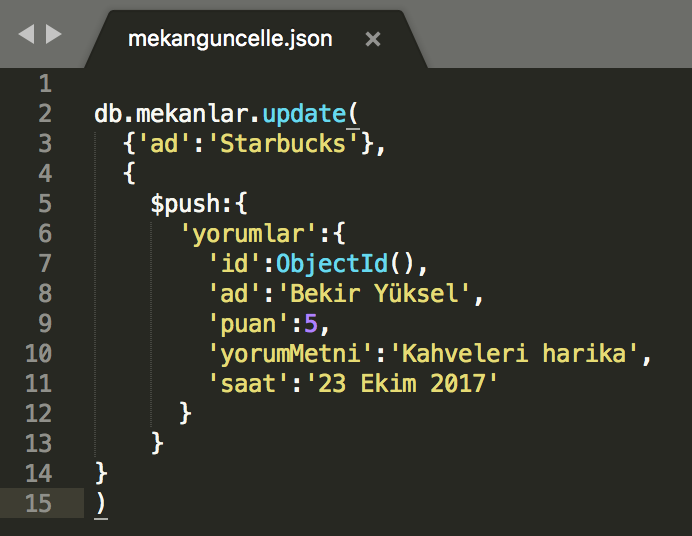 mekanguncelle.json ×
1
2 db.mekanlar.update(
3 {'ad':'Starbucks'},
4 {
5 $push:{
6 'yorumlar':{
7 'id':ObjectId(),
8 'ad':'Bekir Yüksel',
9 'puan':5,
10 'yorumMetni':'Kahveleri harika',
11 'saat':'23 Ekim 2017'
12 }
13 }
14 }
15 )